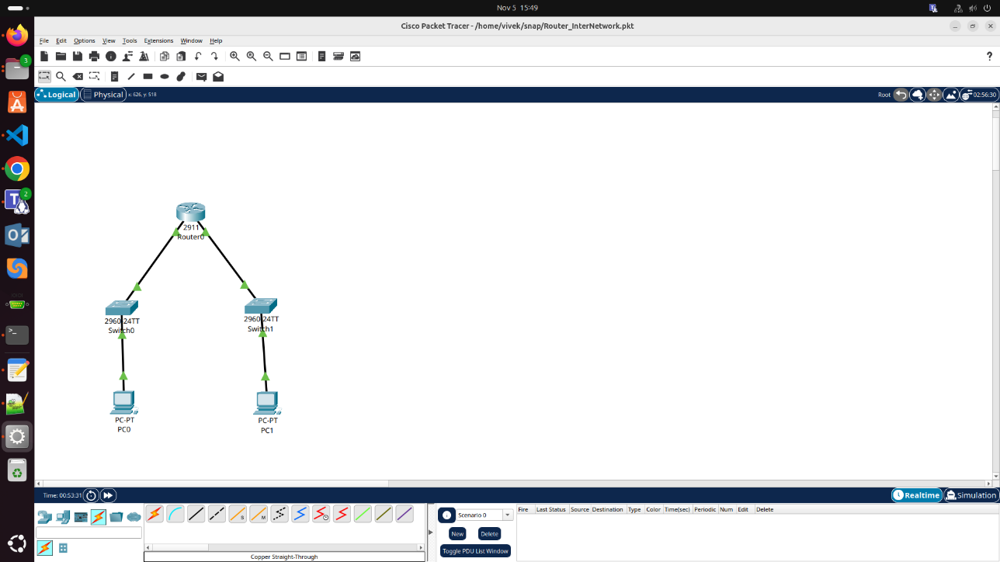 Nov 5 15:49
Cisco Packet Tracer - /home/vivek/snap/Router_InterNetwork.pkt
File Edit Options View Tools Extensions Window Help
Logical Physical x: 626, y: 518 Root 02:56:30
2911
Router0
2960-24TT
Switch0
2960-24TT
Switch1
PC-PT
PC0
PC-PT
PC1
Time: 00:53:31 Realtime Simulation
Scenario 0
New Delete
Toggle PDU List Window
Fire Last Status Source Destination Type Color Time(sec) Periodic Num Edit Delete
Copper Straight-Through
3
2